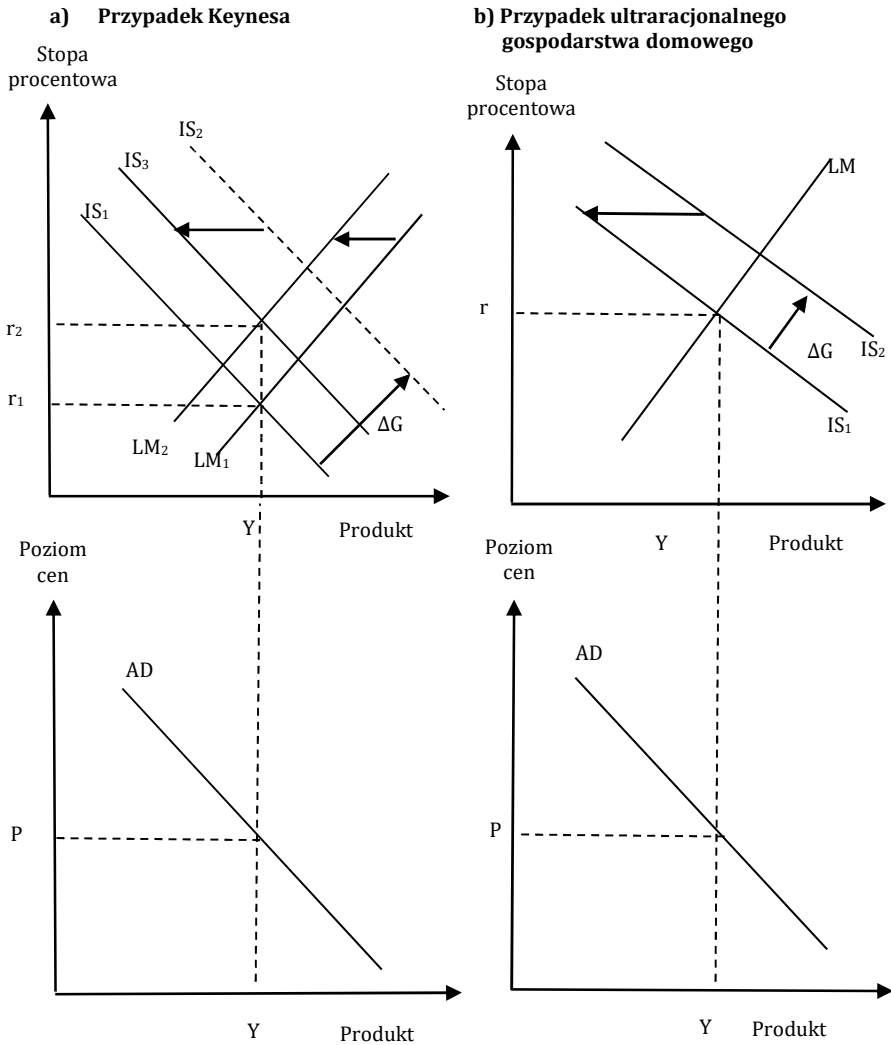 a) Przypadek Keynesa
Stopa
procentowa
IS₂
IS₃
IS₁
r₂
r₁
ΔG
LM₂
LM₁
Y
Produkt
Poziom
cen
AD
P
Y
Produkt
b) Przypadek ultraracjonalnego
gospodarstwa domowego
Stopa
procentowa
LM
r
ΔG
IS₂
IS₁
Y
Produkt
Poziom
cen
AD
P
Y
Produkt